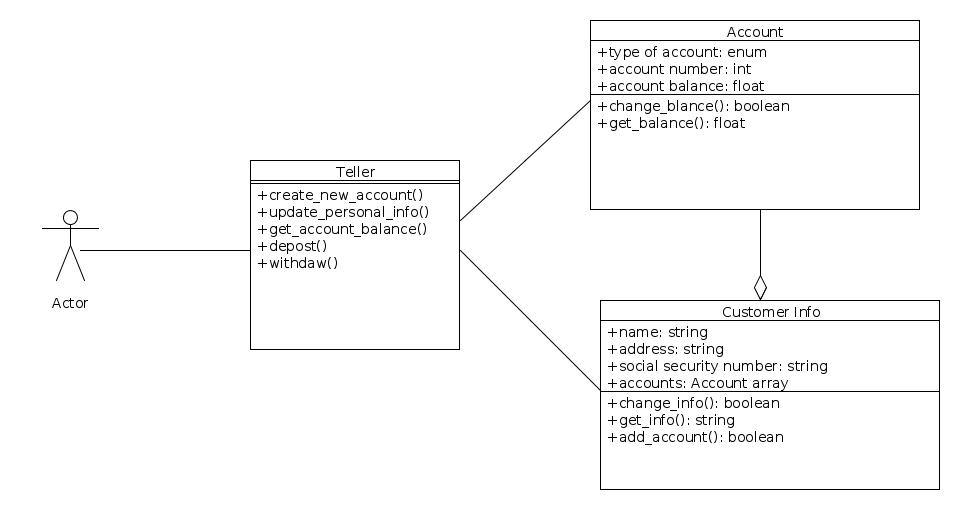 Actor
Teller
+create_new_account()
+update_personal_info()
+get_account_balance()
+depost()
+withdaw()
Account
+type of account: enum
+account number: int
+account balance: float
+change_blance(): boolean
+get_balance(): float
Customer Info
+name: string
+address: string
+social security number: string
+accounts: Account array
+change_info(): boolean
+get_info(): string
+add_account(): boolean